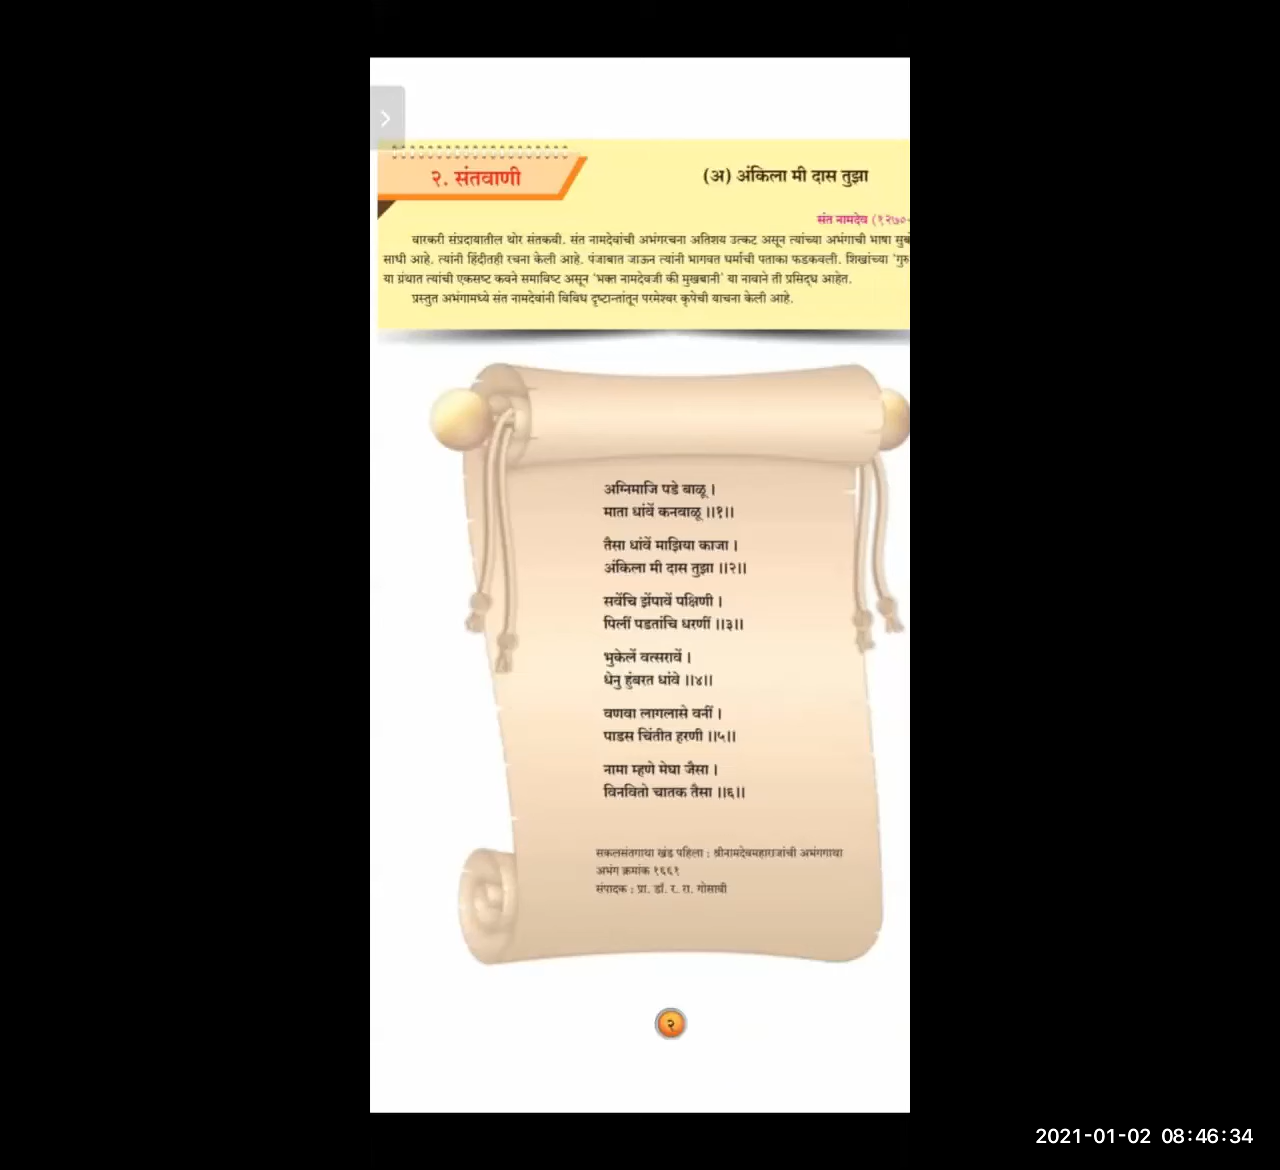 २. संतवाणी
(अ) अंकिला मी दास तुझा
संत नामदेव (१२७०-
वारकरी संप्रदायातील थोर संतकवी. संत नामदेवांची अभंगरचना अतिशय उत्कट असून त्यांच्या अभंगाची भाषा
साधी आहे. त्यांनी हिंदीतही रचना केली आहे. पंजाबात जाऊन त्यांनी भागवत धर्माची पताका फडकवली. शिखांच्या 'गुरु
या ग्रंथात त्यांची एकसष्ट कवने समाविष्ट असून 'भक्त नामदेवजी की मुखबानी' या नावाने ती प्रसिद्ध आहेत.
प्रस्तुत अभंगामध्ये संत नामदेवांनी विविध दृष्टान्तांतून परमेश्वर कृपेची याचना केली आहे.
अग्निमाजि पडे बाळू ।
माता धांवें कनवाळू ।।१।।
तैसा धांवें माझिया काजा ।
अंकिला मी दास तुझा ।।२।।
सवेंचि झेंपावें पक्षिणी ।
पिलीं पडतांचि धरणीं ।।३।।
भुकेलें वत्सरावें ।
धेनु हुंबरत धांवे ।।४।।
वणवा लागलासे वनीं ।
पाडस चिंतीत हरणी ।।५।।
नामा म्हणे मेघा जैसा ।
विनवितो चातक तैसा ।।६।।
सकलसंतगाथा खंड पहिला : श्रीनामदेवमहाराजांची अभंगगाथा
अभंग क्रमांक १६६१
संपादक : प्रा. डॉ. र. रा. गोसावी
२
2021-01-02 08:46:34